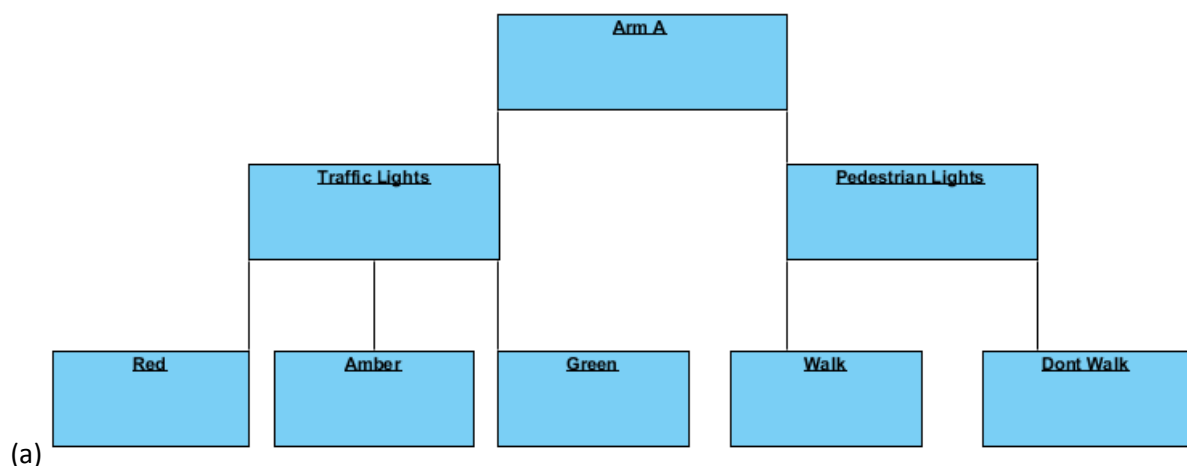 Arm A
Traffic Lights
Pedestrian Lights
Red
Amber
Green
Walk
Dont Walk
(a)